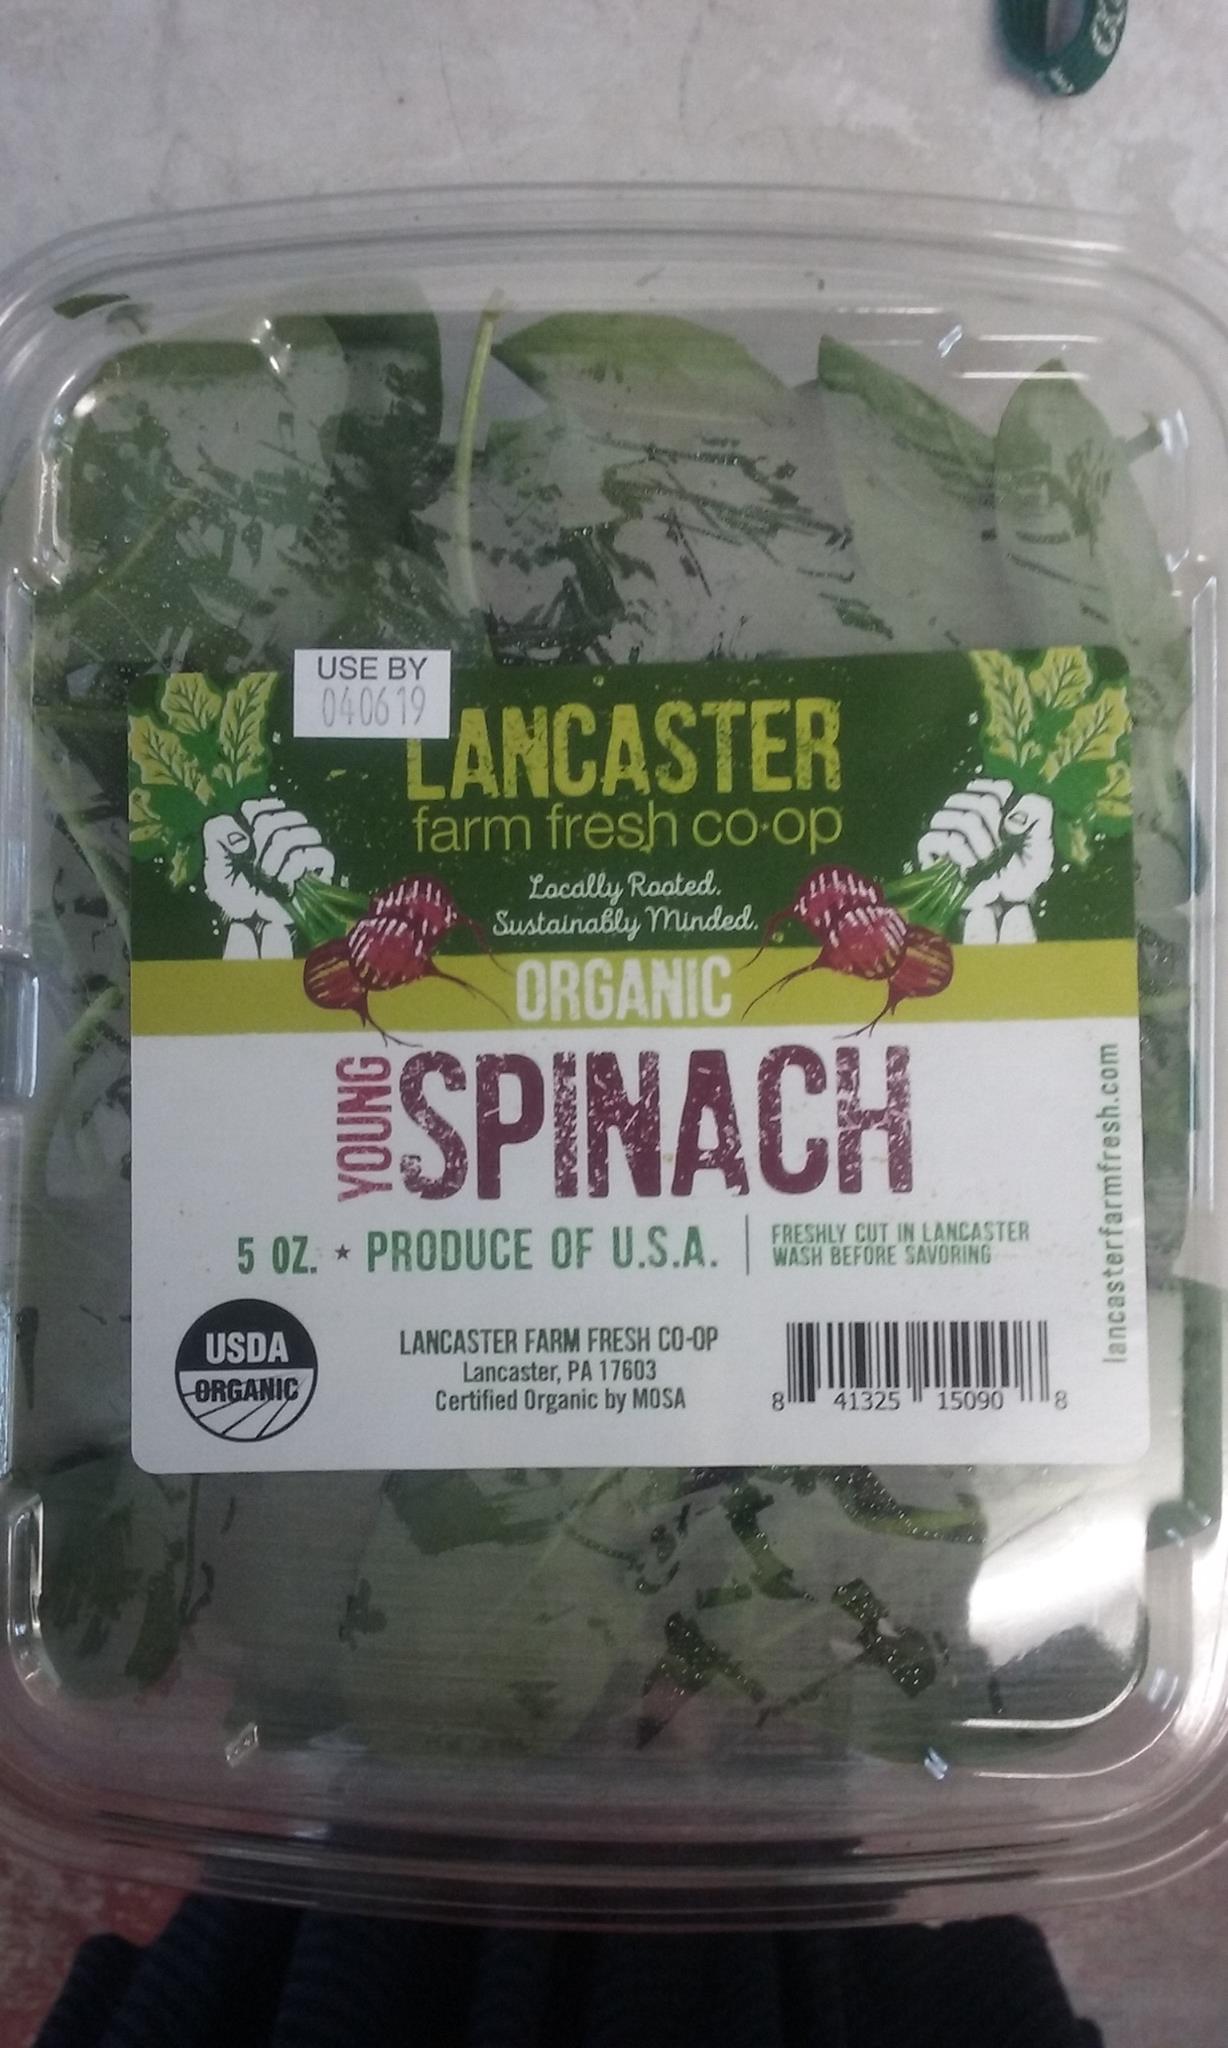 USE BY
040619
LANCASTER
farm fresh co·op
Locally Rooted.
Sustainably Minded.
ORGANIC
YOUNG
SPINACH
5 OZ. ★ PRODUCE OF U.S.A.
FRESHLY CUT IN LANCASTER
WASH BEFORE SAVORING
lancasterfarmfresh.com
USDA
ORGANIC
LANCASTER FARM FRESH CO-OP
Lancaster, PA 17603
Certified Organic by MOSA
8 41325 15090 8